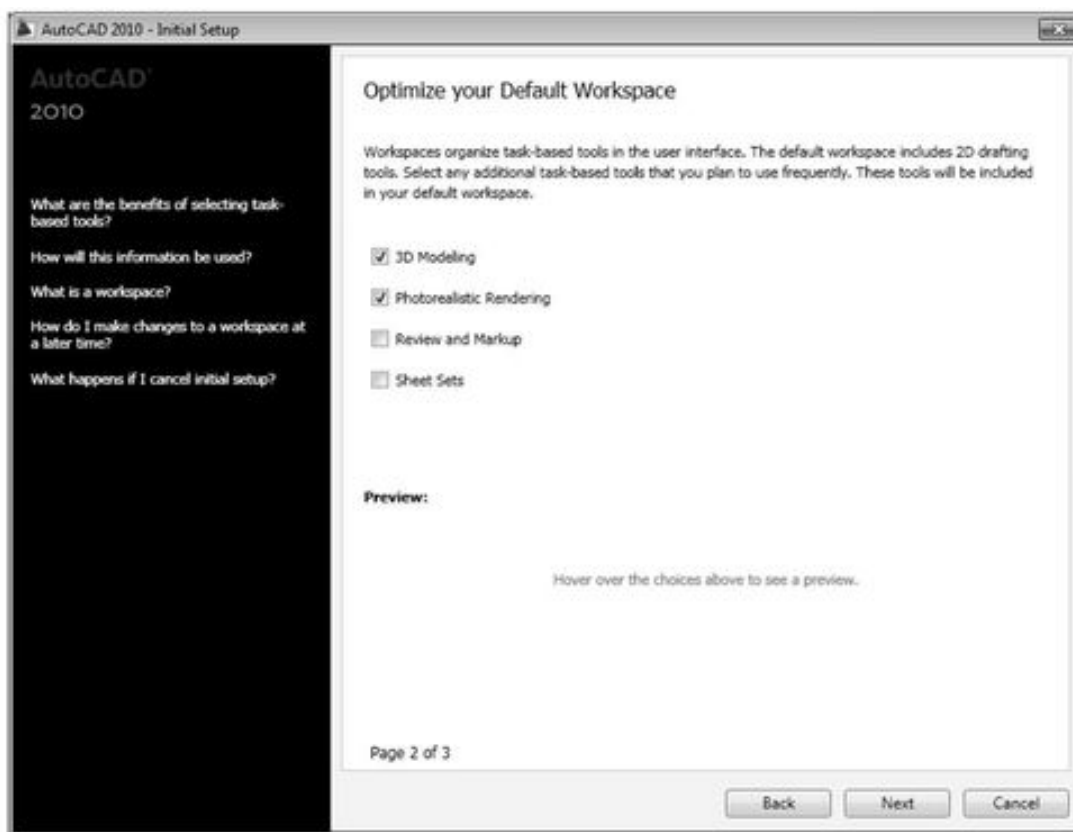 AutoCAD 2010 - Initial Setup
AutoCAD®
2010
What are the benefits of selecting task-
based tools?
How will this information be used?
What is a workspace?
How do I make changes to a workspace at
a later time?
What happens if I cancel initial setup?
Optimize your Default Workspace
Workspaces organize task-based tools in the user interface. The default workspace includes 2D drafting
tools. Select any additional task-based tools that you plan to use frequently. These tools will be included
in your default workspace.
3D Modeling
Photorealistic Rendering
Review and Markup
Sheet Sets
Preview:
Hover over the choices above to see a preview.
Page 2 of 3
Back
Next
Cancel